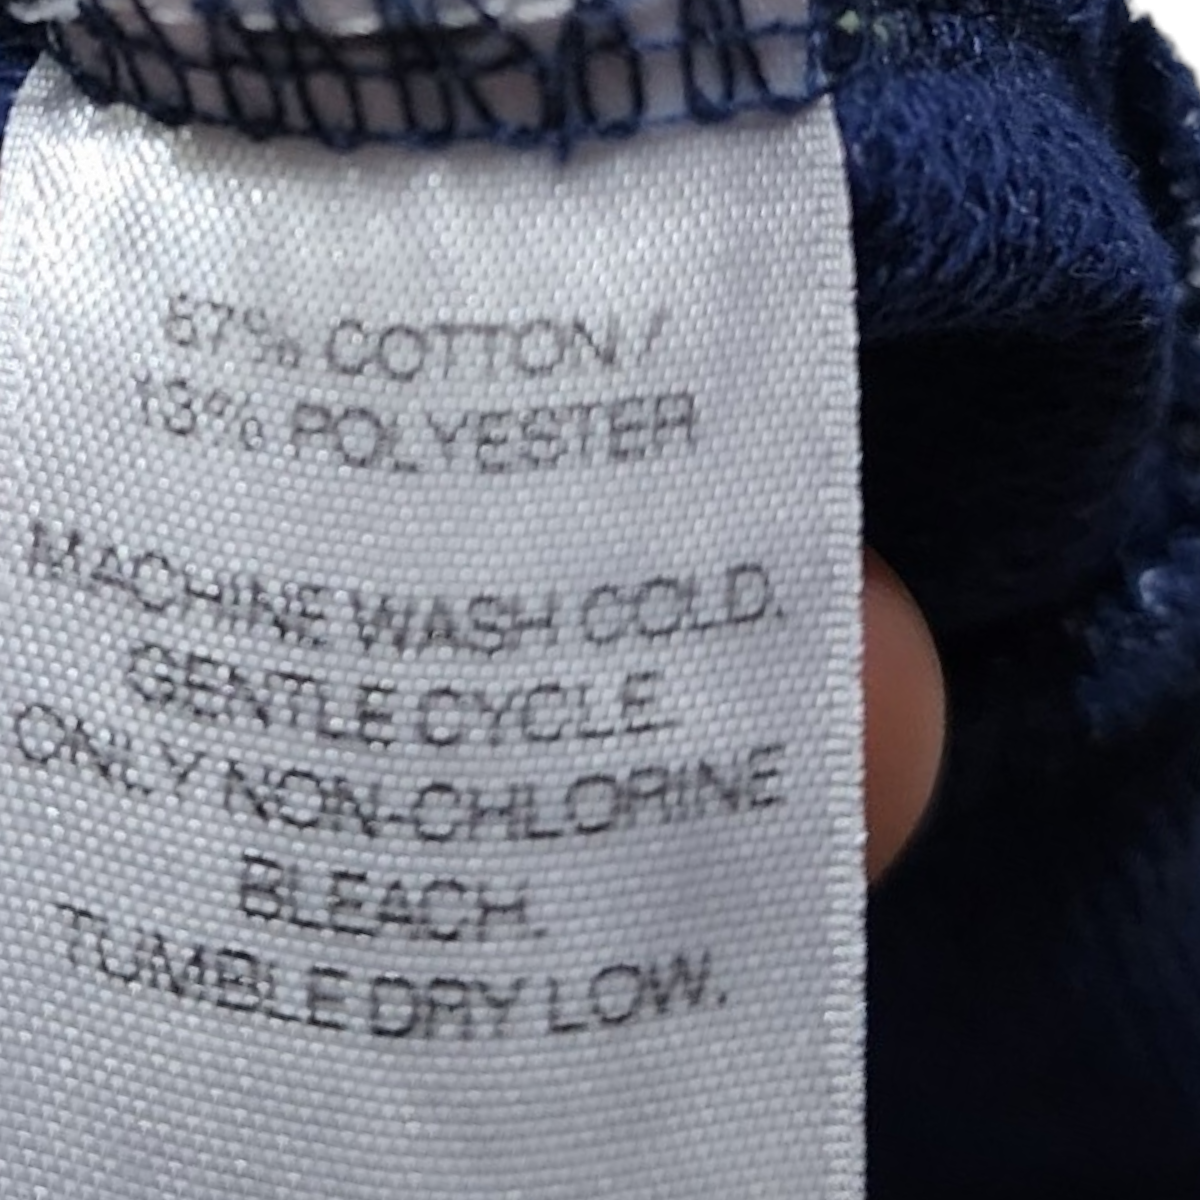 87% COTTON /
13% POLYESTER
MACHINE WASH COLD.
GENTLE CYCLE.
ONLY NON-CHLORINE
BLEACH.
TUMBLE DRY LOW.